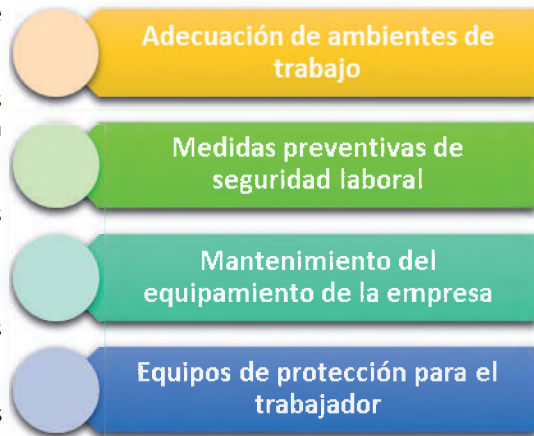 Adecuación de ambientes de
trabajo
Medidas preventivas de
seguridad laboral
Mantenimiento del
equipamiento de la empresa
Equipos de protección para el
trabajador